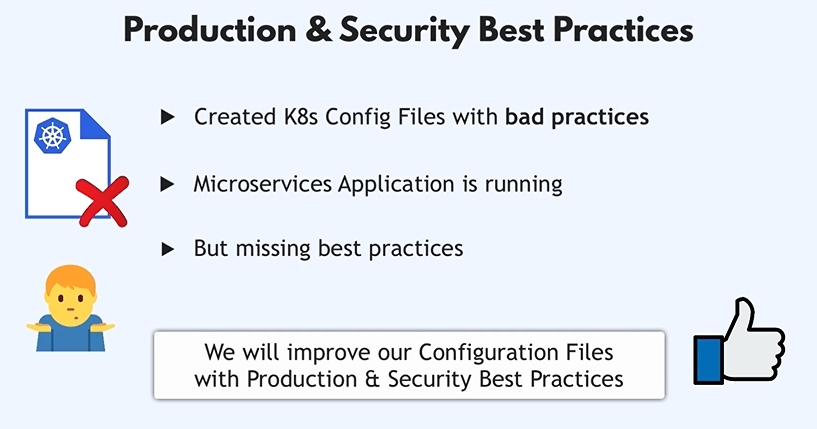 Production & Security Best Practices
Created K8s Config Files with bad practices
Microservices Application is running
But missing best practices
We will improve our Configuration Files
with Production & Security Best Practices